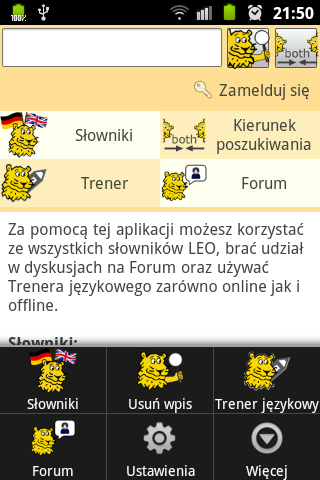 100%
21:50
both
Zamelduj się
Słowniki
both
Kierunek
poszukiwania
Trener
Forum
Za pomocą tej aplikacji możesz korzystać
ze wszystkich słowników LEO, brać udział
w dyskusjach na Forum oraz używać
Trenera językowego zarówno online jak i
offline.
Słowniki:
Słowniki
Usuń wpis
Trener językowy
Forum
Ustawienia
Więcej